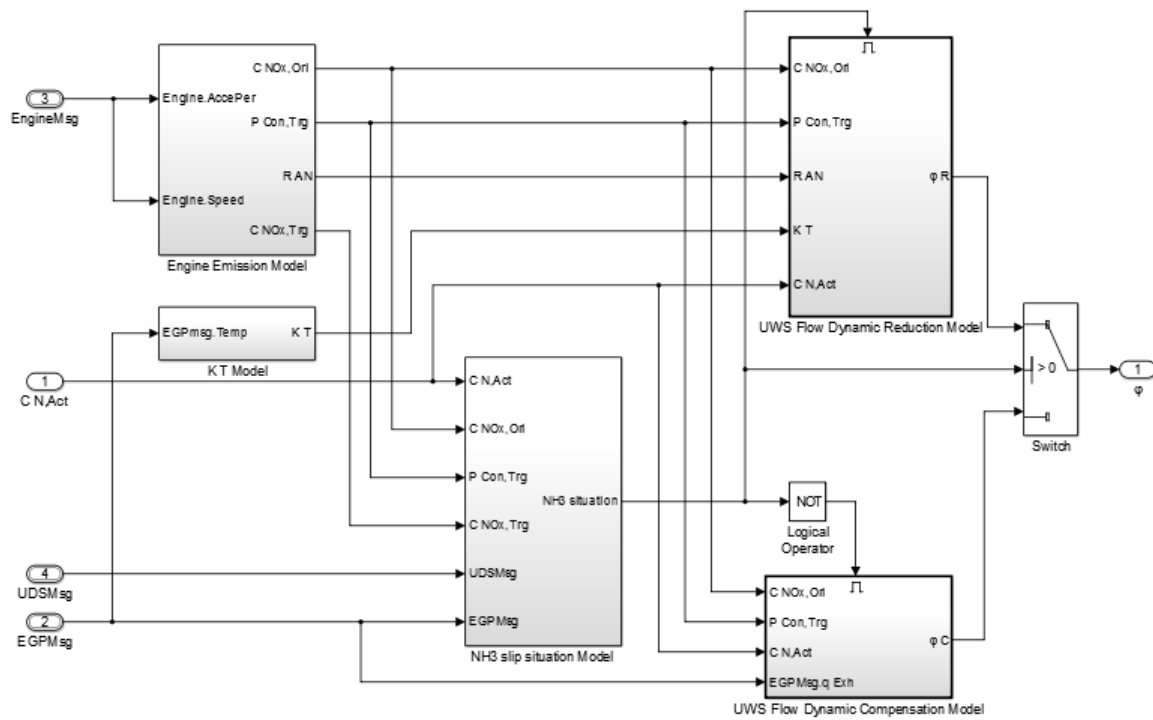 3
EngineMsg
Engine.AccePer
Engine.Speed
C NOx,Orl
P Con,Trg
R AN
C NOx,Trg
Engine Emission Model
EGPmsg.Temp
K T
KT Model
1
C N,Act
4
UDSMsg
2
EGPMsg
C N,Act
C NOx,Orl
P Con,Trg
C NOx,Trg
UDSMsg
EGPMsg
NH3 situation
NH3 slip situation Model
C NOx,Orl
P Con,Trg
R AN
K T
C N,Act
φ R
UWS Flow Dynamic Reduction Model
NOT
Logical
Operator
C NOx,Orl
P Con,Trg
C N,Act
EGPMsg.q Exh
φ C
UWS Flow Dynamic Compensation Model
> 0
Switch
1
φ